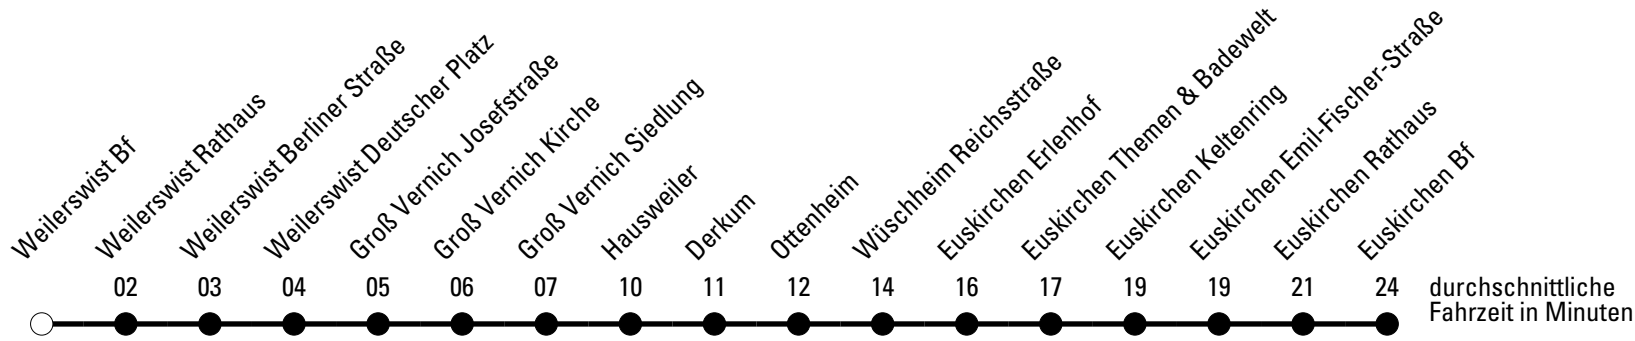 Weilerswist Bf
Weilerswist Rathaus
Weilerswist Berliner Straße
Weilerswist Deutscher Platz
Groß Vernich Josefstraße
Groß Vernich Kirche
Groß Vernich Siedlung
Hausweiler
Derkum
Ottenheim
Wüschheim Reichsstraße
Euskirchen Erlenhof
Euskirchen Themen & Badewelt
Euskirchen Keltenring
Euskirchen Emil-Fischer-Straße
Euskirchen Rathaus
Euskirchen Bf
02 03 04 05 06 07 10 11 12 14 16 17 19 19 21 24
durchschnittliche
Fahrzeit in Minuten